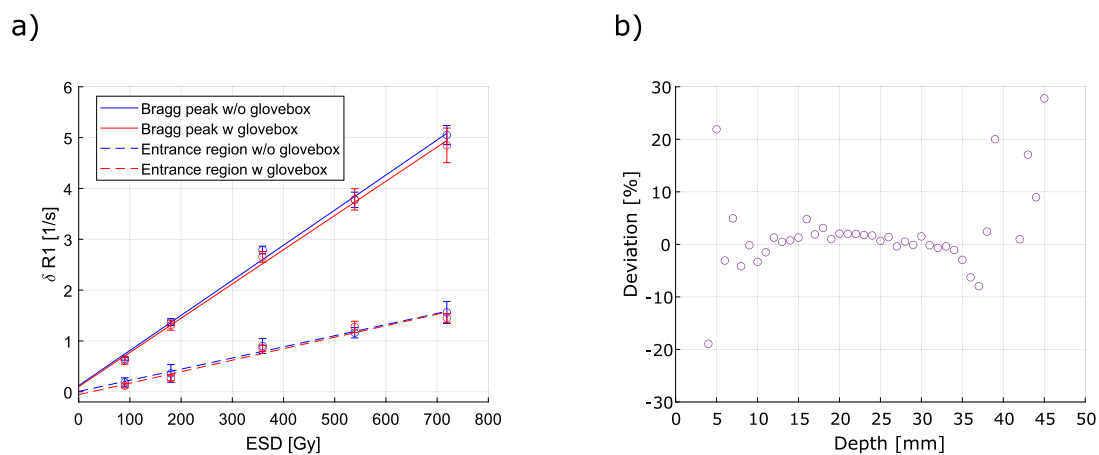 a)
b)
6
5
4
3
2
1
0
δ R1 [1/s]
Bragg peak w/o glovebox
Bragg peak w glovebox
Entrance region w/o glovebox
Entrance region w glovebox
0 100 200 300 400 500 600 700 800
ESD [Gy]
30
20
10
0
-10
-20
-30
Deviation [%]
0 5 10 15 20 25 30 35 40 45 50
Depth [mm]